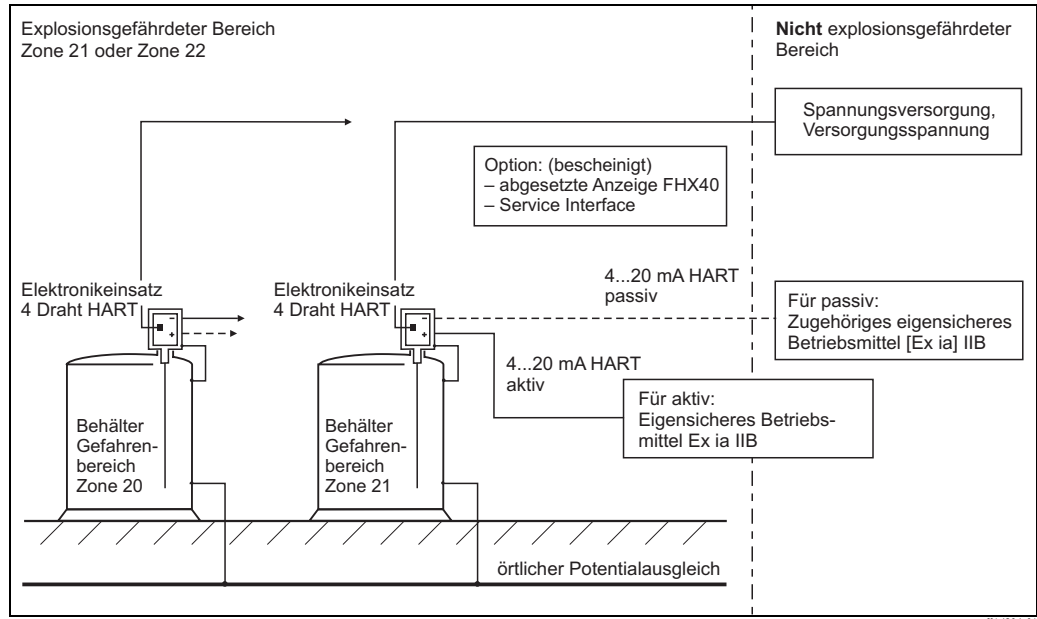 Explosionsgefährdeter Bereich
Zone 21 oder Zone 22
Nicht explosionsgefährdeter
Bereich
Spannungsversorgung,
Versorgungsspannung
Option: (bescheinigt)
– abgesetzte Anzeige FHX40
– Service Interface
Elektronikeinsatz
4 Draht HART
–
+
Elektronikeinsatz
4 Draht HART
–
+
4...20 mA HART
passiv
Für passiv:
Zugehöriges eigensicheres
Betriebsmittel [Ex ia] IIB
4...20 mA HART
aktiv
Für aktiv:
Eigensicheres Betriebs-
mittel Ex ia IIB
Behälter
Gefahren-
bereich
Zone 20
Behälter
Gefahren-
bereich
Zone 21
örtlicher Potentialausgleich